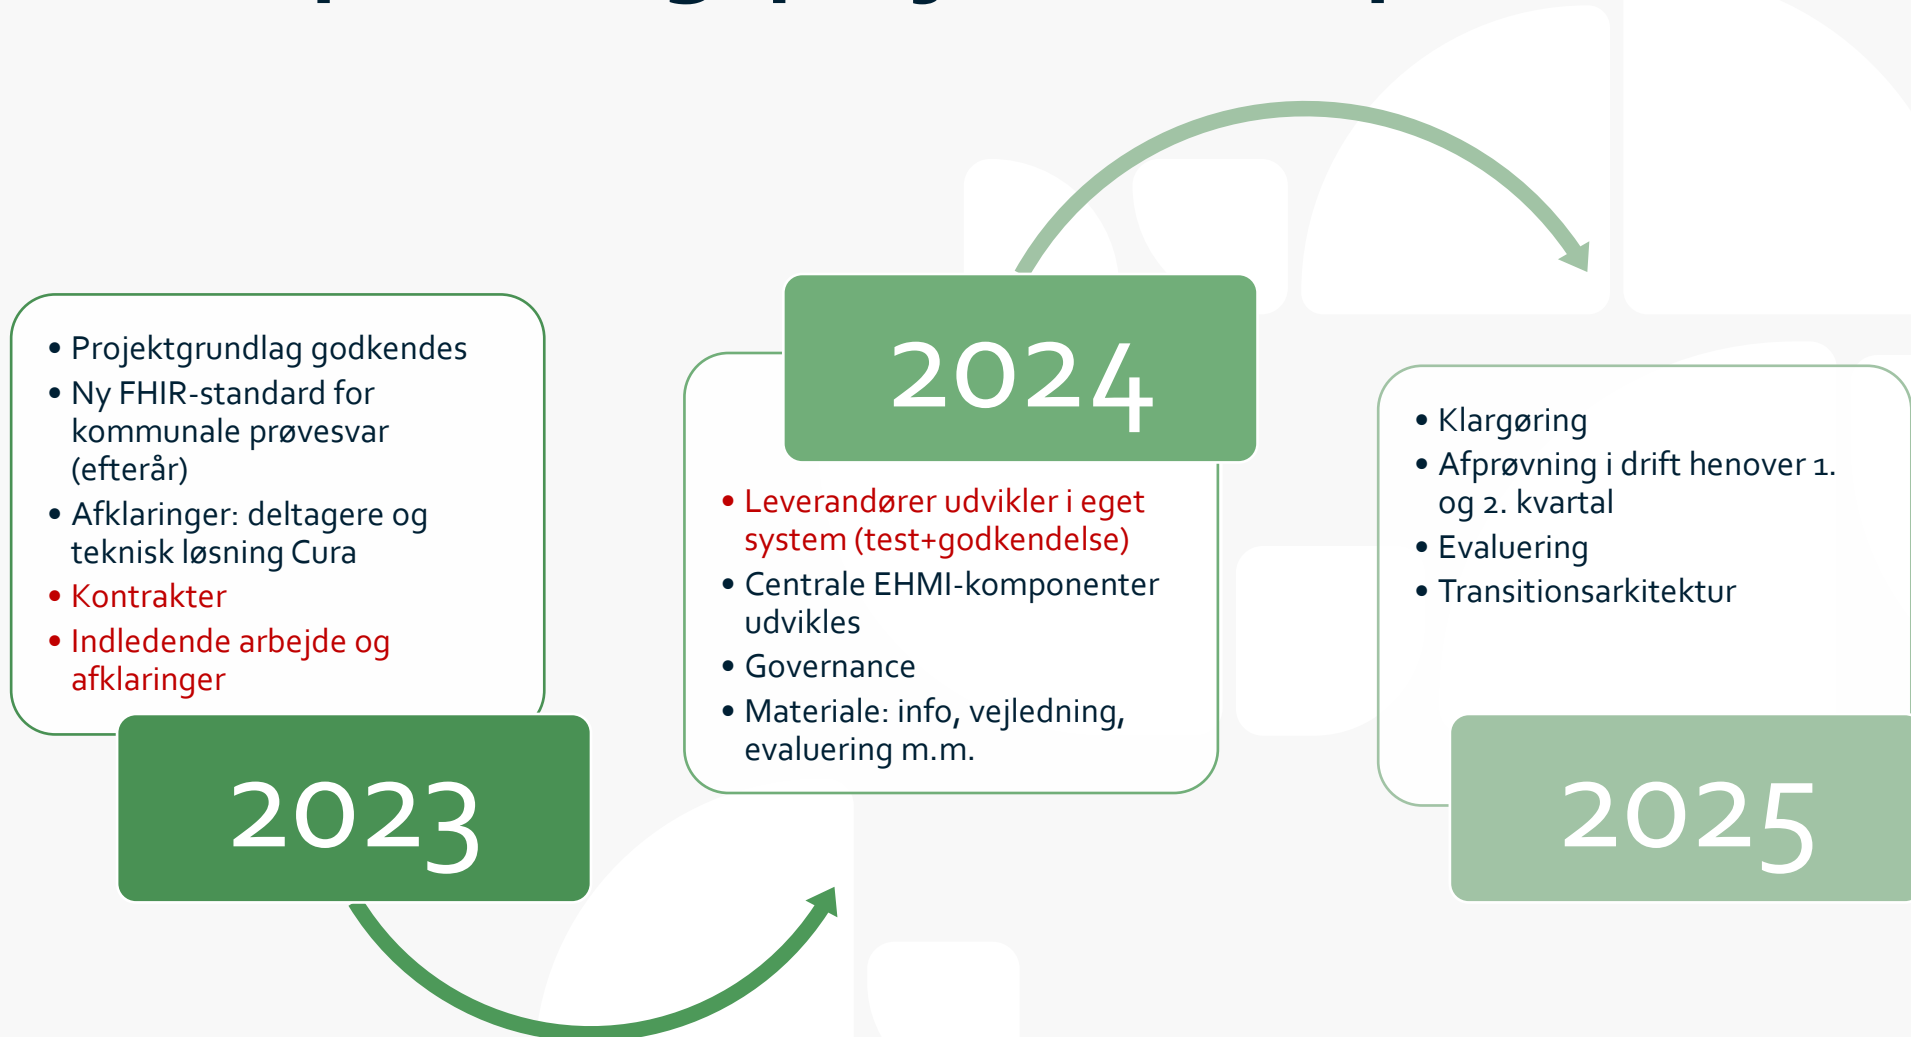 • Projektgrundlag godkendes
• Ny FHIR-standard for
kommunale prøvesvar
(efterår)
• Afklaringer: deltagere og
teknisk løsning Cura
• Kontrakter
• Indledende arbejde og
afklaringer
2023
2024
• Leverandører udvikler i eget
system (test+godkendelse)
• Centrale EHMI-komponenter
udvikles
• Governance
• Materiale: info, vejledning,
evaluering m.m.
• Klargøring
• Afprøvning i drift henover 1.
og 2. kvartal
• Evaluering
• Transitionsarkitektur
2025